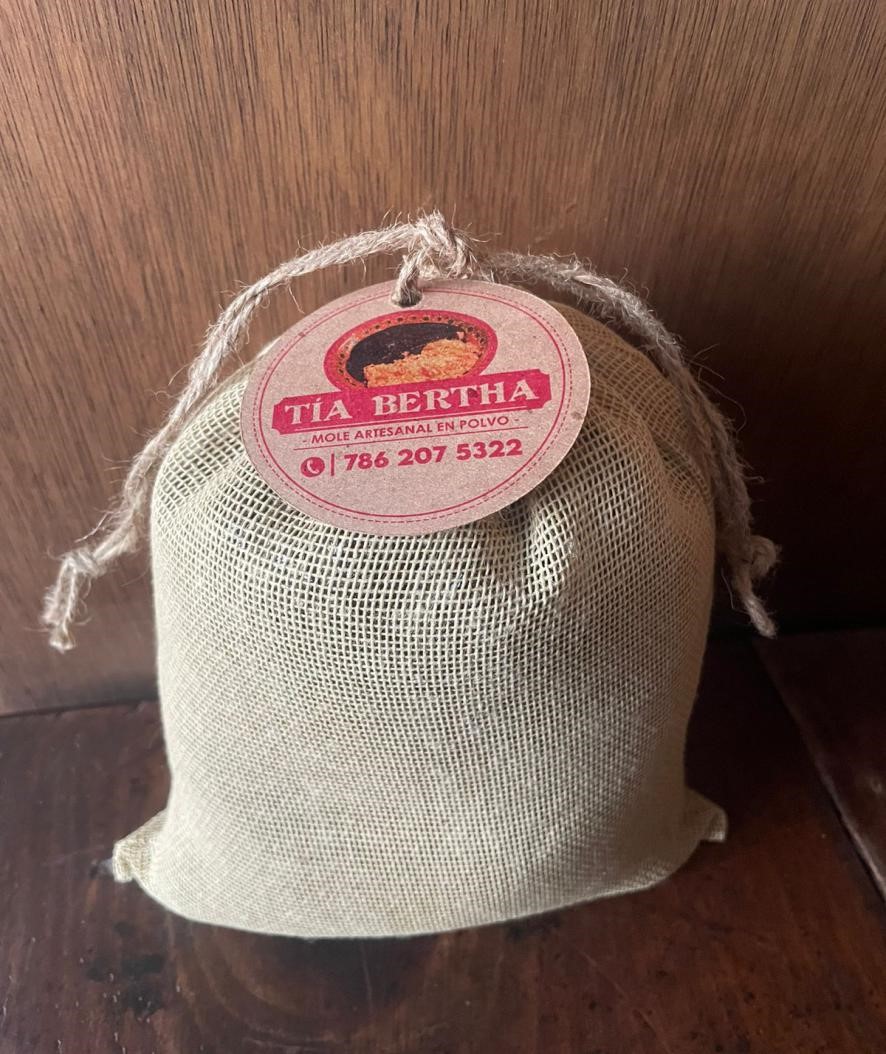 TÍA BERTHA
- MOLE ARTESANAL EN POLVO -
| 786 207 5322